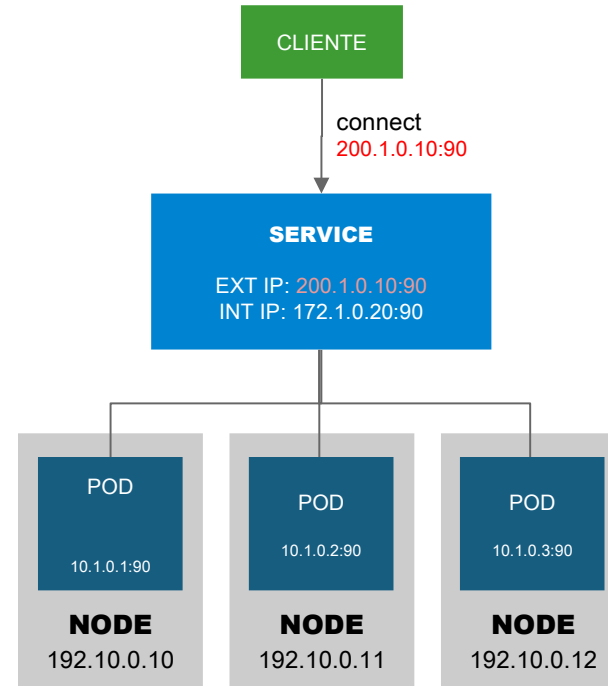 CLIENTE
connect
200.1.0.10:90
SERVICE
EXT IP: 200.1.0.10:90
INT IP: 172.1.0.20:90
POD
10.1.0.1:90
NODE
192.10.0.10
POD
10.1.0.2:90
NODE
192.10.0.11
POD
10.1.0.3:90
NODE
192.10.0.12